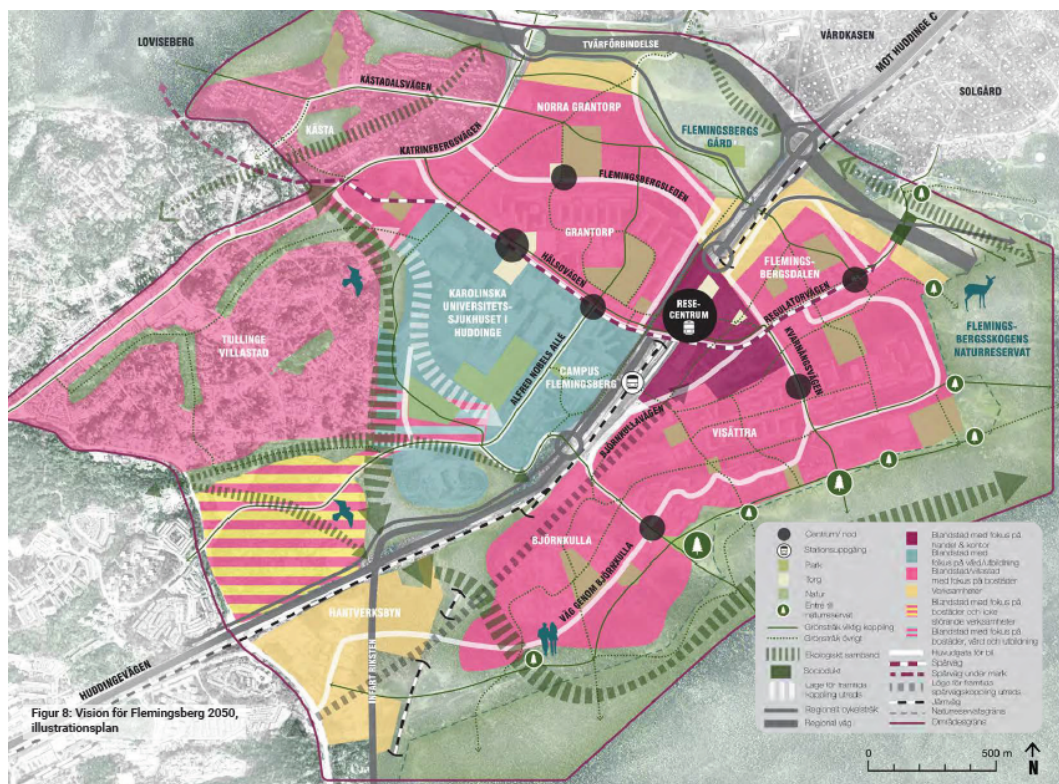 LOVISEBERG
TVÄRFÖRBINDELSE
VÅRDKASEN
MOT HUDDINGE C
SOLGÅRD
KÄSTADALSVÄGEN
NORRA GRANTORP
KÄSTA
KATRINEBERGSVÄGEN
FLEMINGSBERGS
GÅRD
FLEMINGSBERGSLEDEN
GRANTORP
HÄLSOVÄGEN
FLEMINGS-
BERGSDALEN
RESE-
CENTRUM
REGULATORVÄGEN
KAROLINSKA
UNIVERSITETS-
SJUKHUSET I
HUDDINGE
FLEMINGS-
BERGSSKOGENS
NATURRESERVAT
TULLINGE
VILLASTAD
ALFRED NOBELS ALLE
CAMPUS
FLEMINGSBERG
KVARNÄNGSVÄGEN
BJÖRNKULLAVÄGEN
VISÄTTRA
BJÖRNKULLA
VÄG GENOM BJÖRNKULLA
HANTVERKSBYN
INFART RIKSTEN
HUDDINGEVÄGEN
Figur 8: Vision för Flemingsberg 2050,
illustrationsplan
Centrum/ nod
Stationsuppgång
Park
Torg
Natur
Entré till
naturreservat
Grönstråk viktig koppling
Grönstråk övrigt
Ekologiskt samband
Ekodukt
Läge för framtida
koppling utreds
Regionalt cykelstråk
Regional väg
Blandstad med fokus på
handel & kontor
Blandstad med
fokus på vård/utbildning
Blandstad/villastad
med fokus på bostäder
Verksamheter
Blandstad med fokus på
bostäder och icke
störande verksamheter
Blandstad med fokus på
bostäder, vård och utbildning
Huvudgata för bil
Spårväg
Spårväg under mark
Läge för framtida
spårvägskoppling utreds
Järnväg
Naturreservatsgräns
Områdesgräns
0
500 m
N